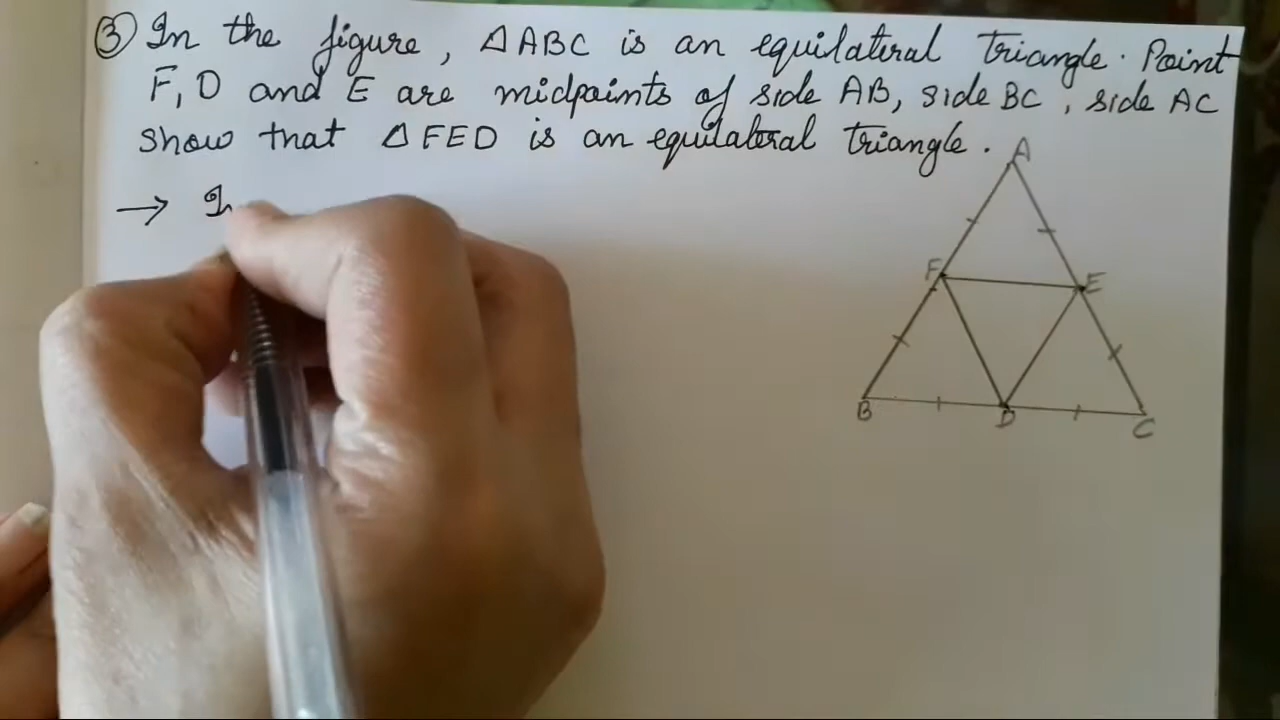 ③ In the figure, △ABC is an equilateral triangle. Point
F, D and E are midpoints of side AB, side BC, side AC
show that △FED is an equilateral triangle.
A
→ In
F
E
B
D
C